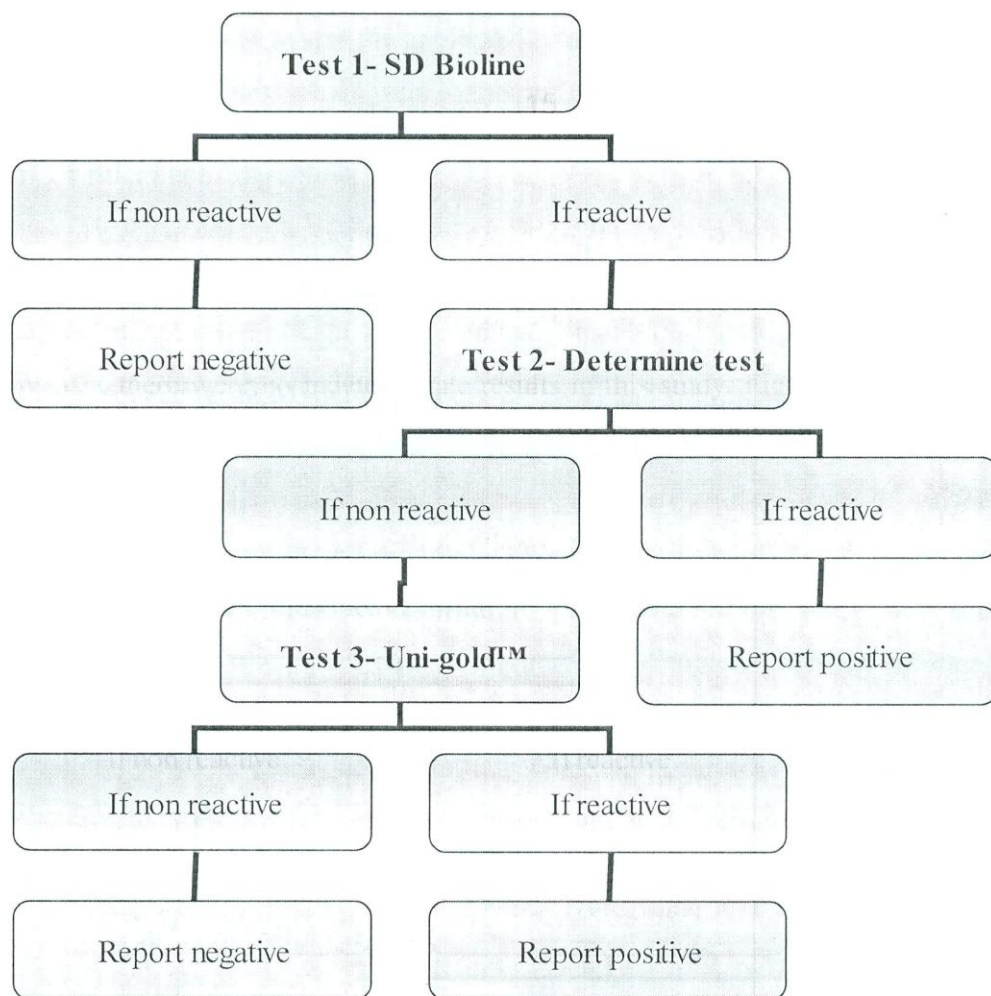 Test 1- SD Bioline
If non reactive
If reactive
Report negative
Test 2- Determine test
If non reactive
If reactive
Test 3- Uni-gold™
Report positive
If non reactive
If reactive
Report negative
Report positive